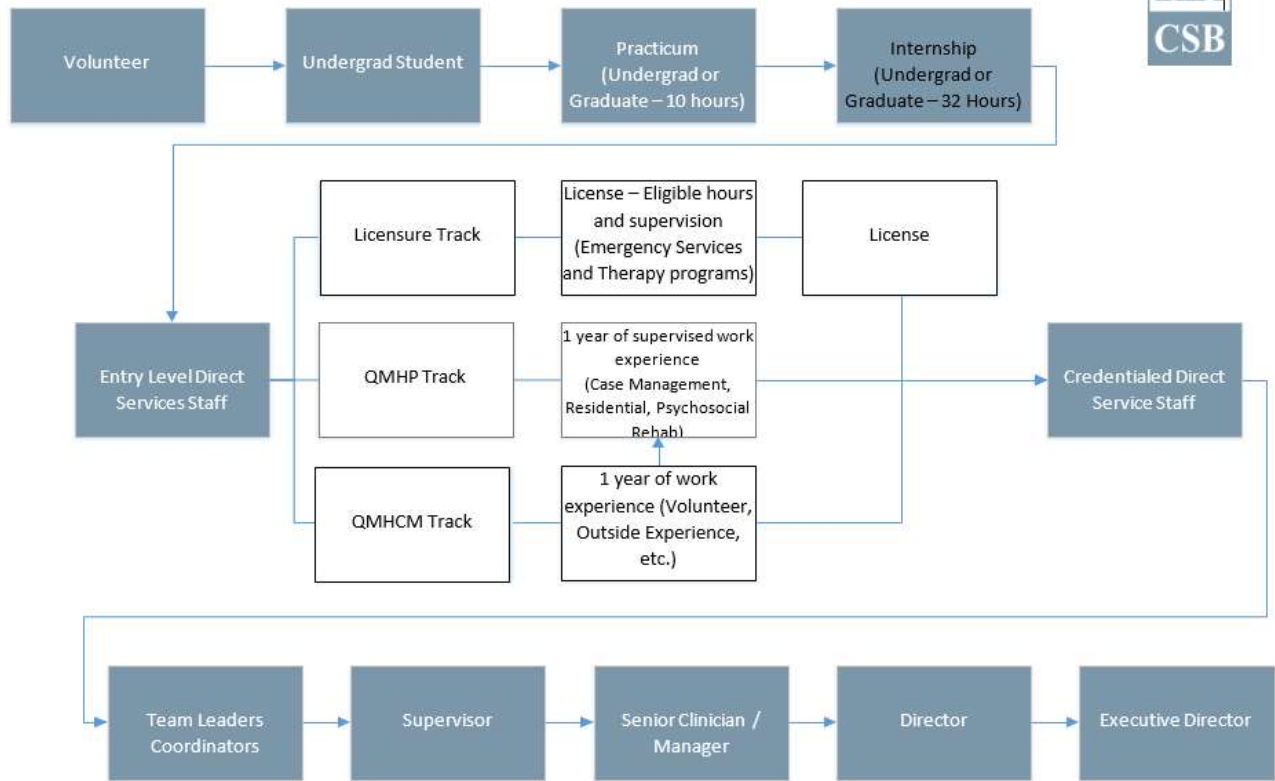 CSB
Volunteer
Undergrad Student
Practicum
(Undergrad or
Graduate – 10 hours)
Internship
(Undergrad or
Graduate – 32 Hours)
Licensure Track
License – Eligible hours
and supervision
(Emergency Services
and Therapy programs)
License
Entry Level Direct
Services Staff
QMHP Track
1 year of supervised work
experience
(Case Management,
Residential, Psychosocial
Rehab)
Credentialed Direct
Service Staff
QMHCM Track
1 year of work
experience (Volunteer,
Outside Experience,
etc.)
Team Leaders
Coordinators
Supervisor
Senior Clinician /
Manager
Director
Executive Director